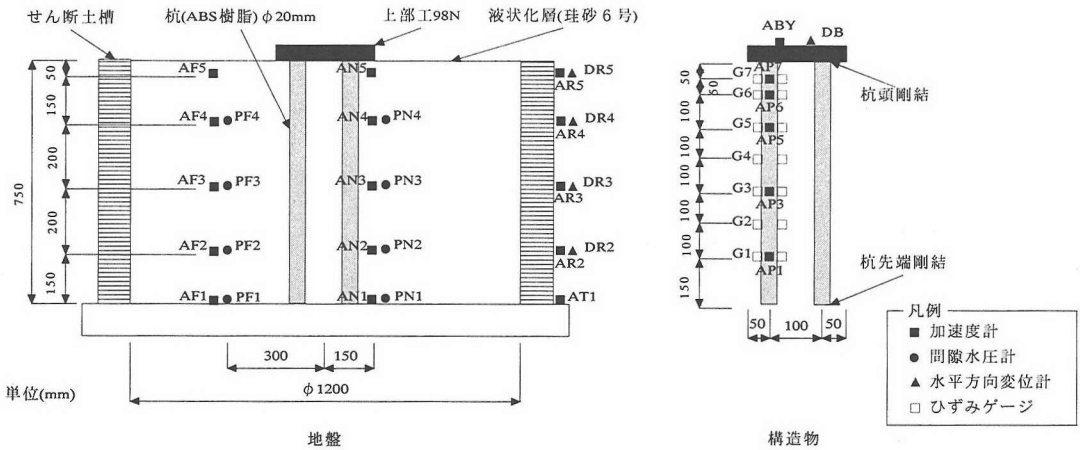 せん断土槽
杭(ABS樹脂)φ20mm
上部工98N
液状化層(珪砂6号)
AF5
AN5
DR5
AR5
AF4
PF4
AN4
PN4
DR4
AR4
AF3
PF3
AN3
PN3
DR3
AR3
AF2
PF2
AN2
PN2
DR2
AR2
AF1
PF1
AN1
PN1
AT1
50
150
200
200
150
750
300
150
φ1200
単位(mm)
地盤
ABY
DB
G7
AP7
G6
AP6
G5
AP5
G4
G3
AP3
G2
G1
AP1
50
50
100
100
100
100
100
150
杭頭剛結
杭先端剛結
50
100
50
構造物
凡例
■ 加速度計
● 間隙水圧計
▲ 水平方向変位計
□ ひずみゲージ